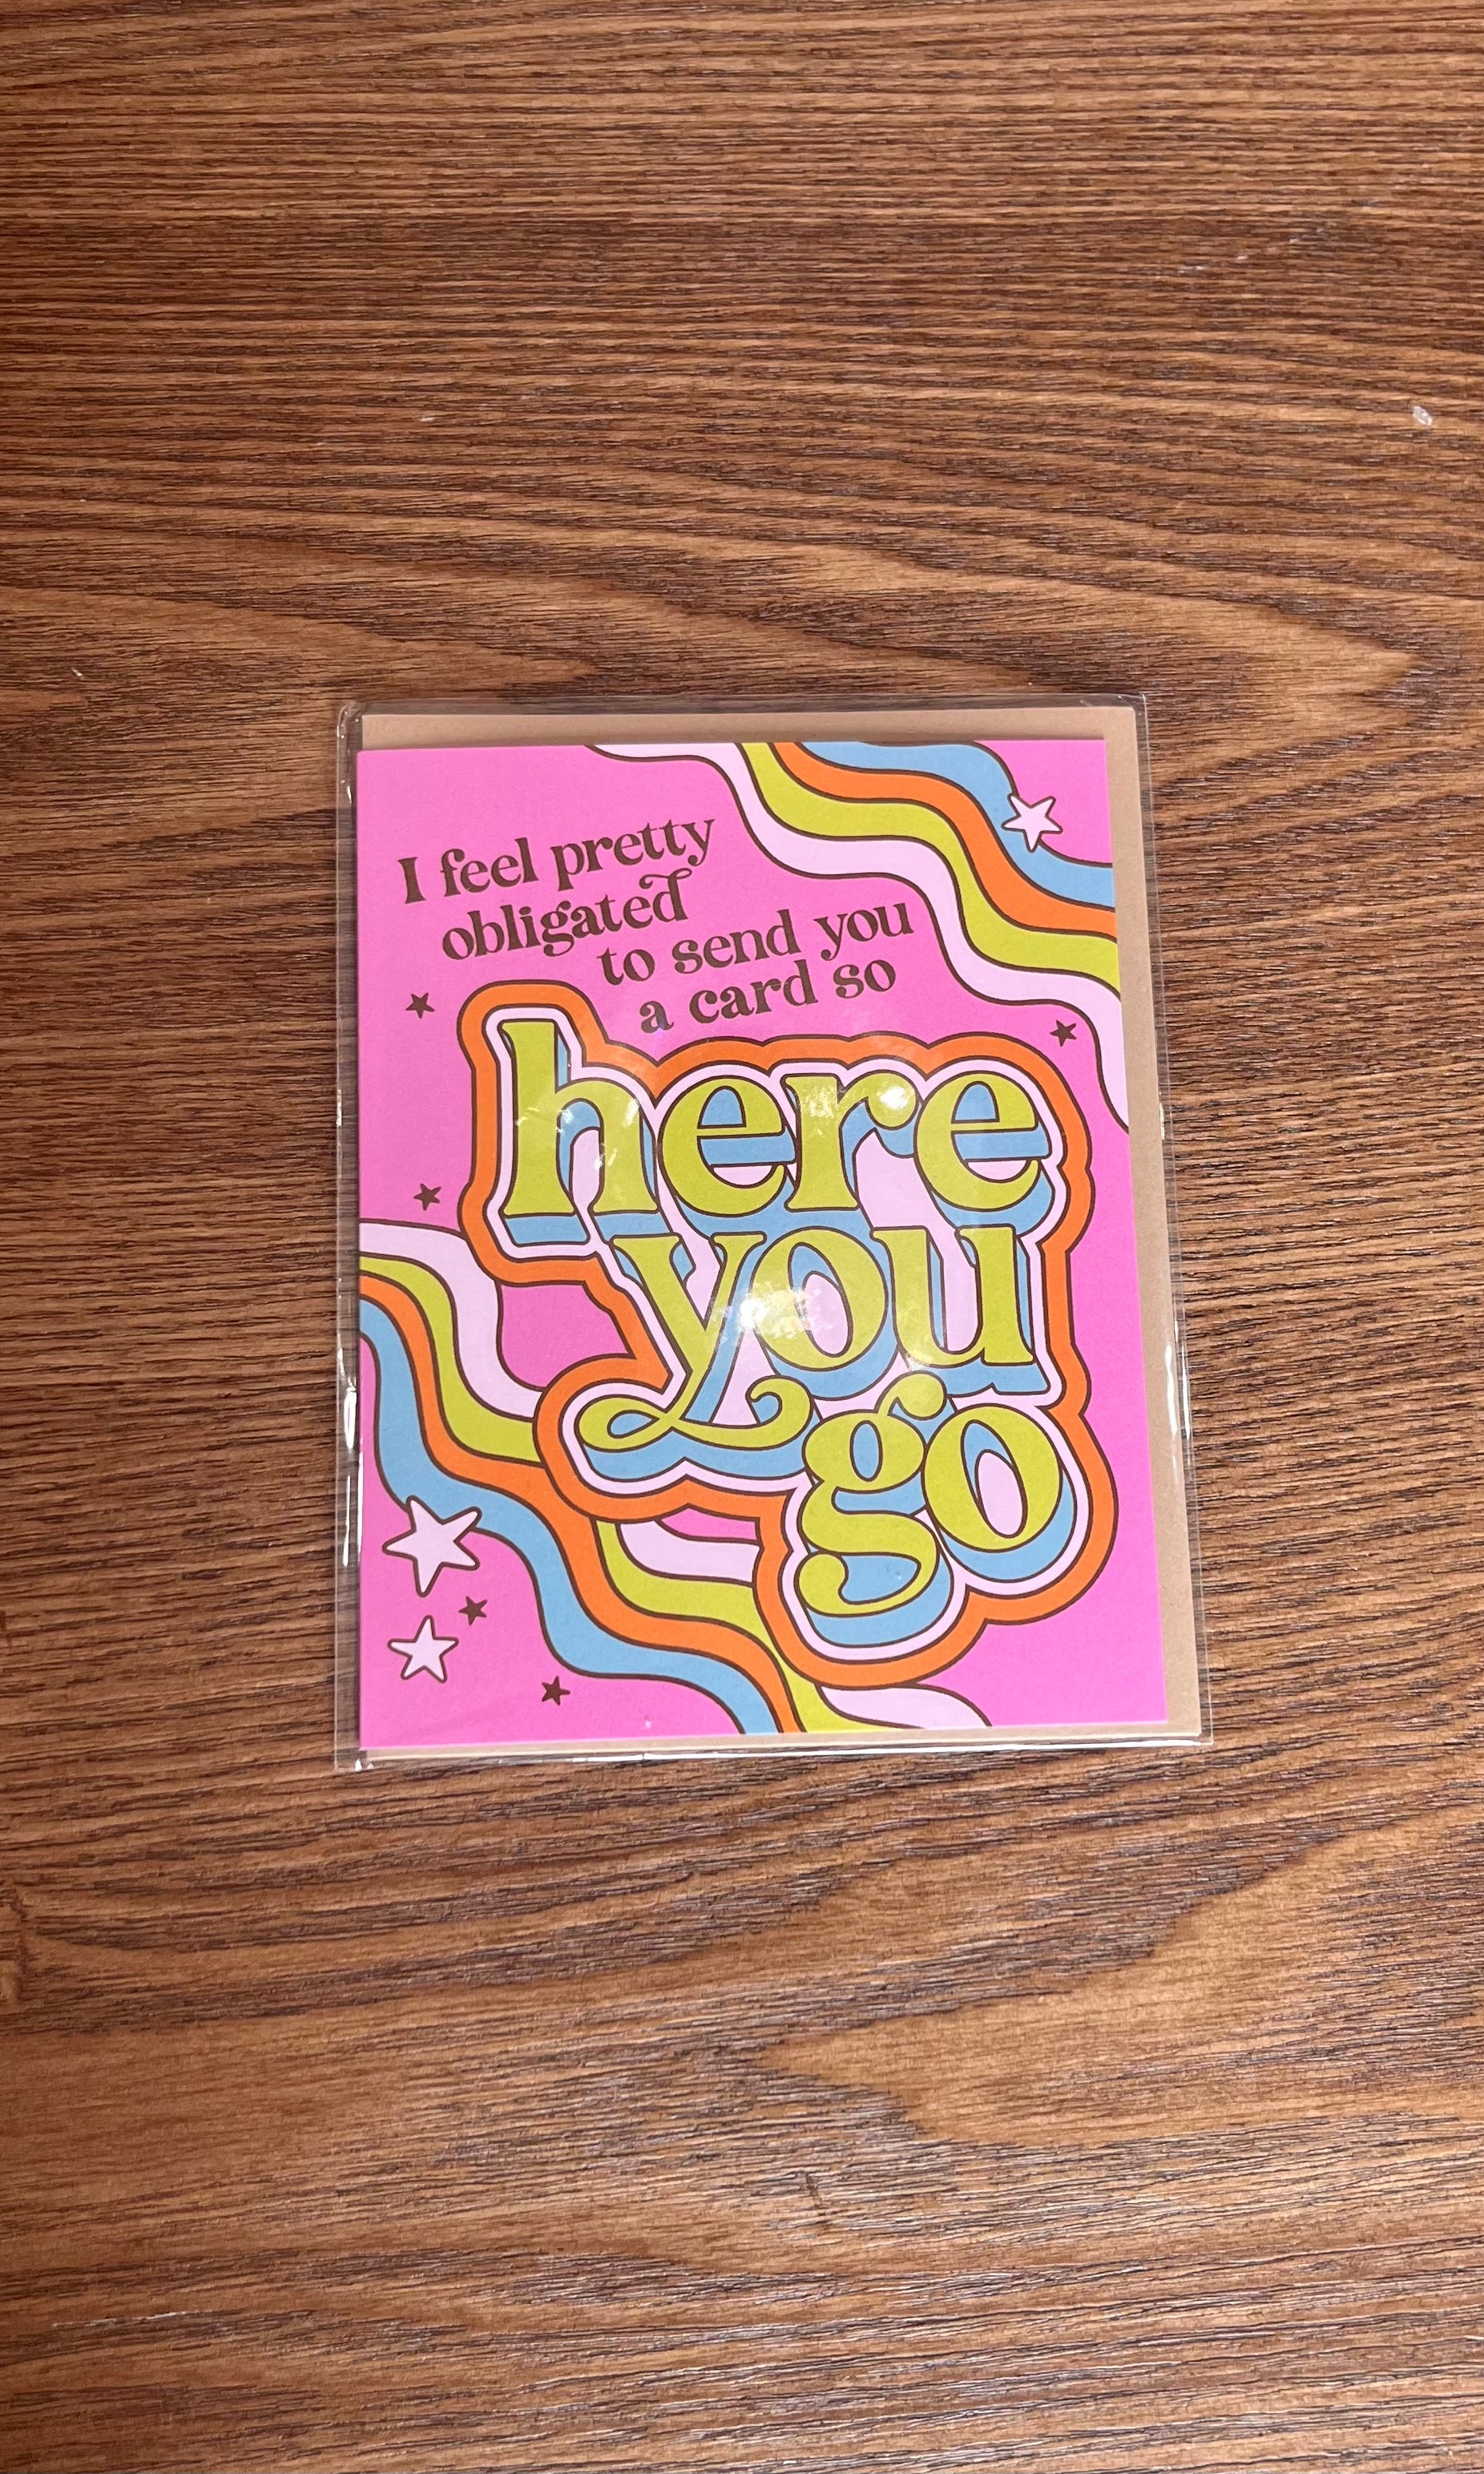 I feel pretty
obligated
to send you
a card so
here
you
go